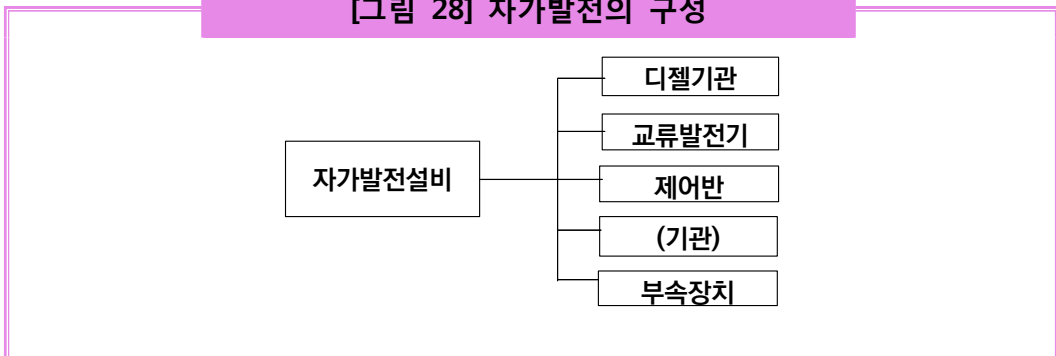 [그림 28] 자가발전의 구성
디젤기관
교류발전기
자가발전설비
제어반
(기관)
부속장치